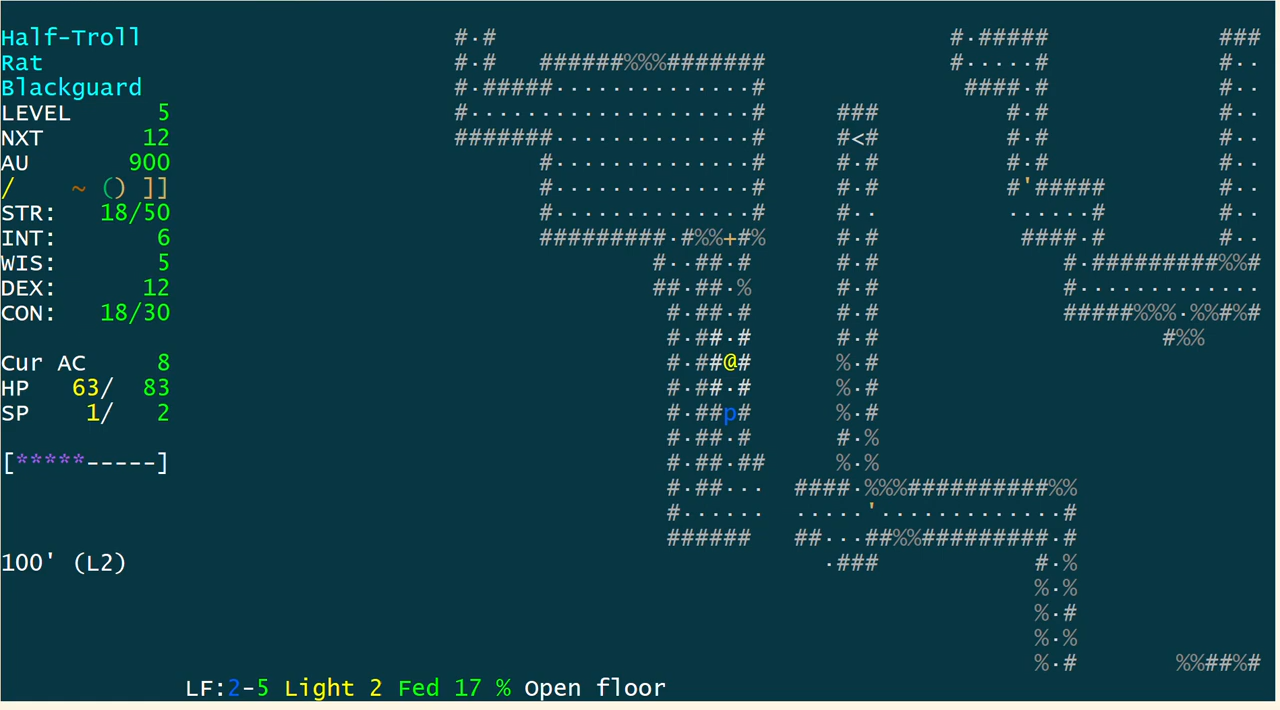 Half-Troll
Rat
Blackguard
LEVEL 5
NXT 12
AU 900
/ ~ () ]]
STR: 18/50
INT: 6
WIS: 5
DEX: 12
CON: 18/30
Cur AC 8
HP 63/ 83
SP 1/ 2
[*****-----]
100' (L2)
LF:2-5 Light 2 Fed 17 % Open floor